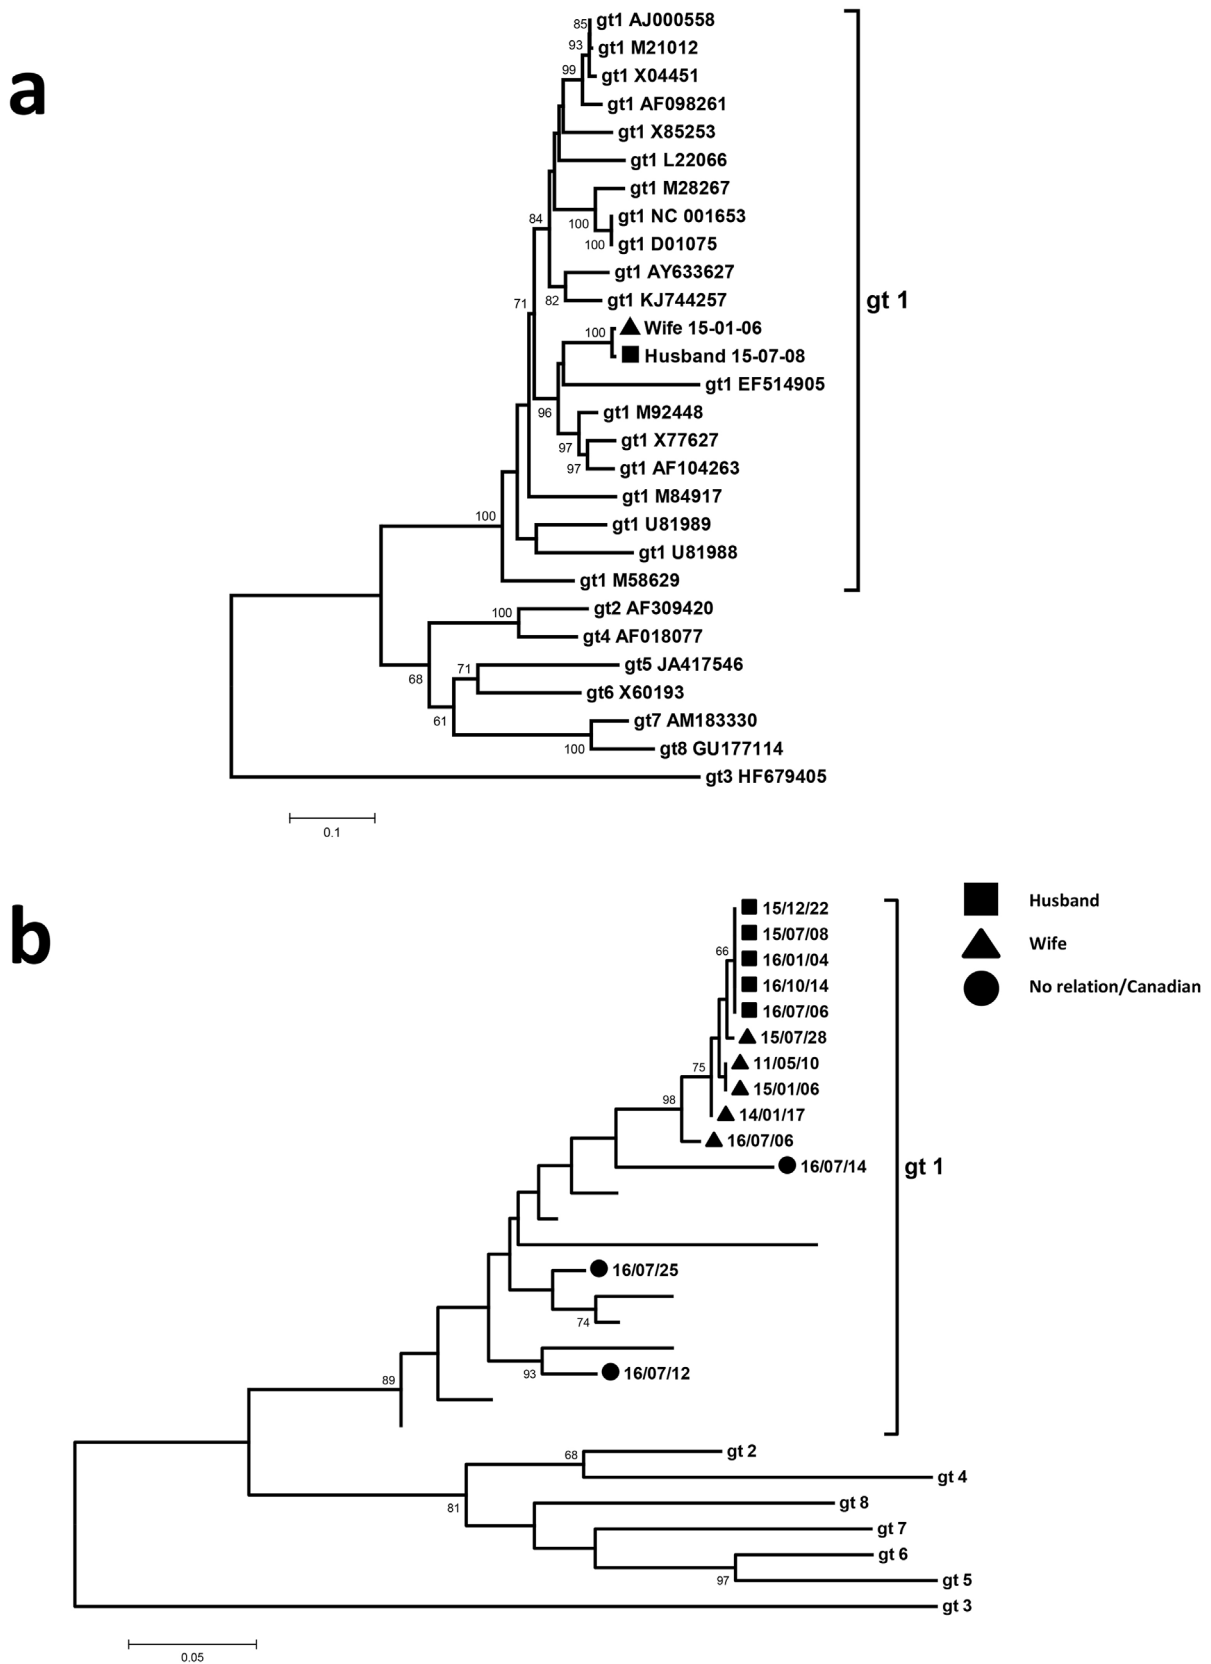 a
85
gt1 AJ000558
93
gt1 M21012
99
gt1 X04451
gt1 AF098261
gt1 X85253
gt1 L22066
gt1 M28267
84
100
gt1 NC 001653
100
gt1 D01075
gt1 AY633627
82
gt1 KJ744257
gt 1
71
100
Wife 15-01-06
Husband 15-07-08
gt1 EF514905
96
gt1 M92448
97
gt1 X77627
97
gt1 AF104263
gt1 M84917
100
gt1 U81989
gt1 U81988
gt1 M58629
100
gt2 AF309420
gt4 AF018077
68
71
gt5 JA417546
gt6 X60193
61
gt7 AM183330
100
gt8 GU177114
gt3 HF679405
0.1
b
Husband
Wife
No relation/Canadian
15/12/22
15/07/08
66
16/01/04
16/10/14
16/07/06
15/07/28
75
11/05/10
15/01/06
98
14/01/17
16/07/06
16/07/14
gt 1
16/07/25
74
93
16/07/12
89
68
gt 2
gt 4
81
gt 8
gt 7
gt 6
97
gt 5
gt 3
0.05